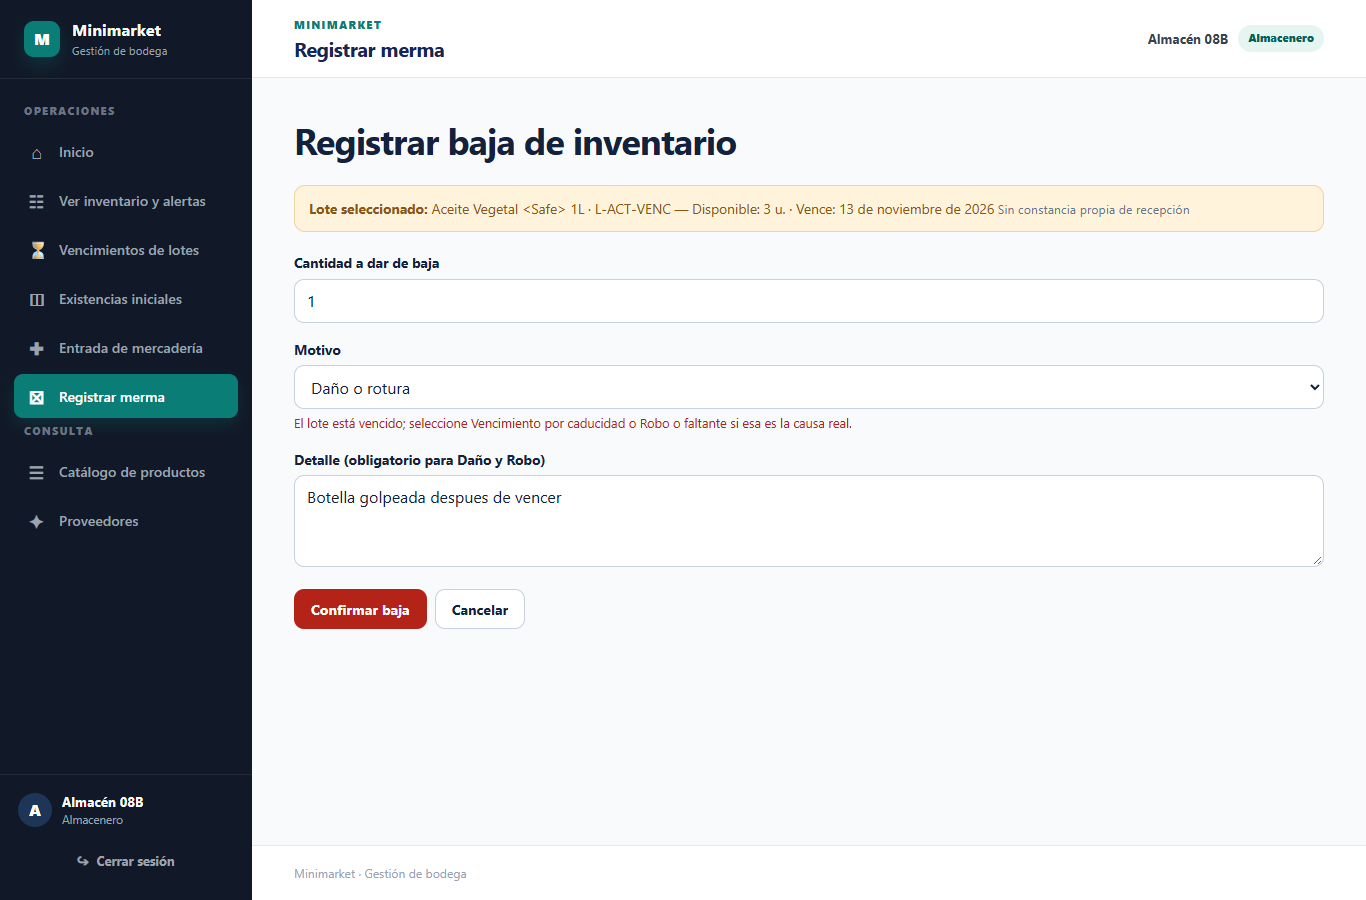 M
Minimarket
Gestión de bodega
OPERACIONES
Inicio
Ver inventario y alertas
Vencimientos de lotes
Existencias iniciales
Entrada de mercadería
Registrar merma
CONSULTA
Catálogo de productos
Proveedores
A
Almacén 08B
Almacenero
Cerrar sesión
MINIMARKET
Registrar merma
Almacén 08B Almacenero
Registrar baja de inventario
Lote seleccionado: Aceite Vegetal <Safe> 1L · L-ACT-VENC — Disponible: 3 u. · Vence: 13 de noviembre de 2026 Sin constancia propia de recepción
Cantidad a dar de baja
1
Motivo
Daño o rotura
El lote está vencido; seleccione Vencimiento por caducidad o Robo o faltante si esa es la causa real.
Detalle (obligatorio para Daño y Robo)
Botella golpeada despues de vencer
Confirmar baja Cancelar
Minimarket · Gestión de bodega